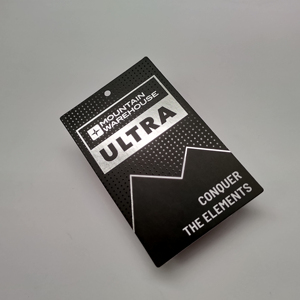 MOUNTAIN
WAREHOUSE
ULTRA
CONQUER
THE ELEMENTS